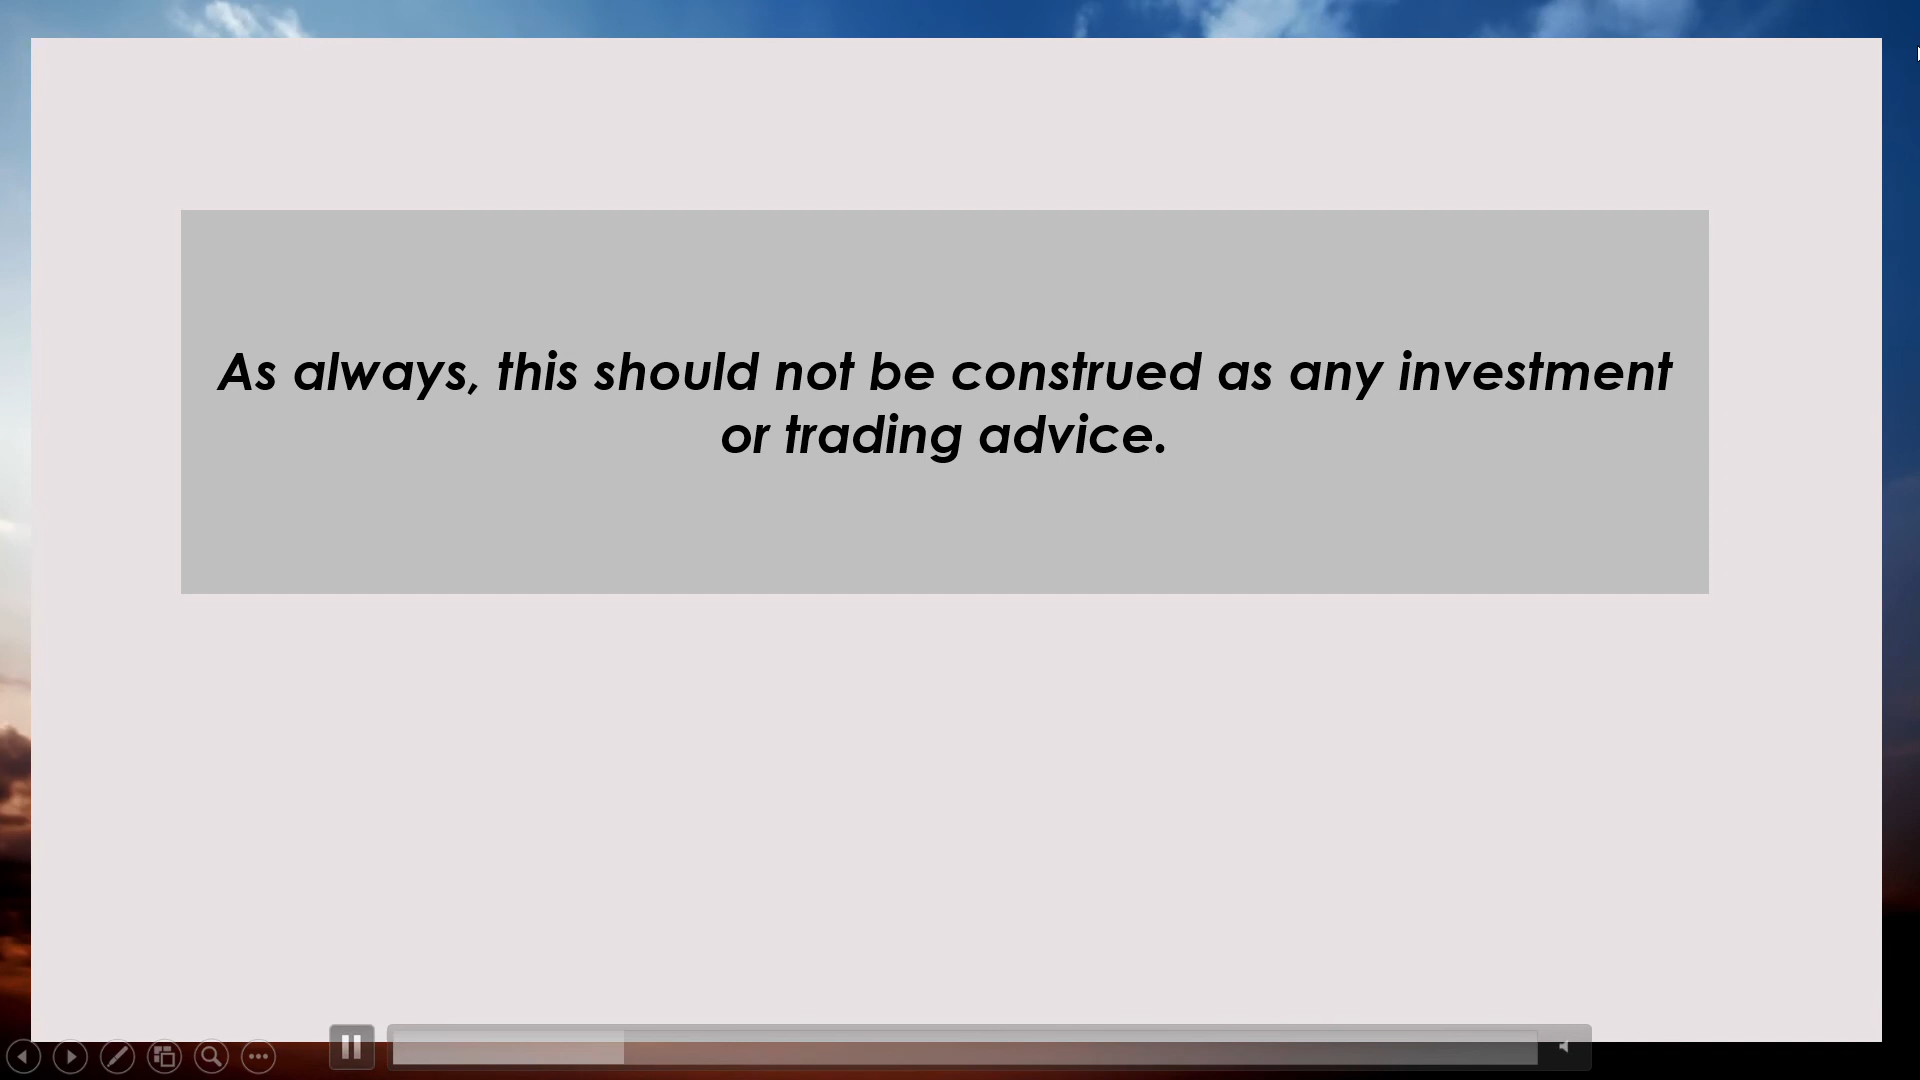 As always, this should not be construed as any investment
or trading advice.